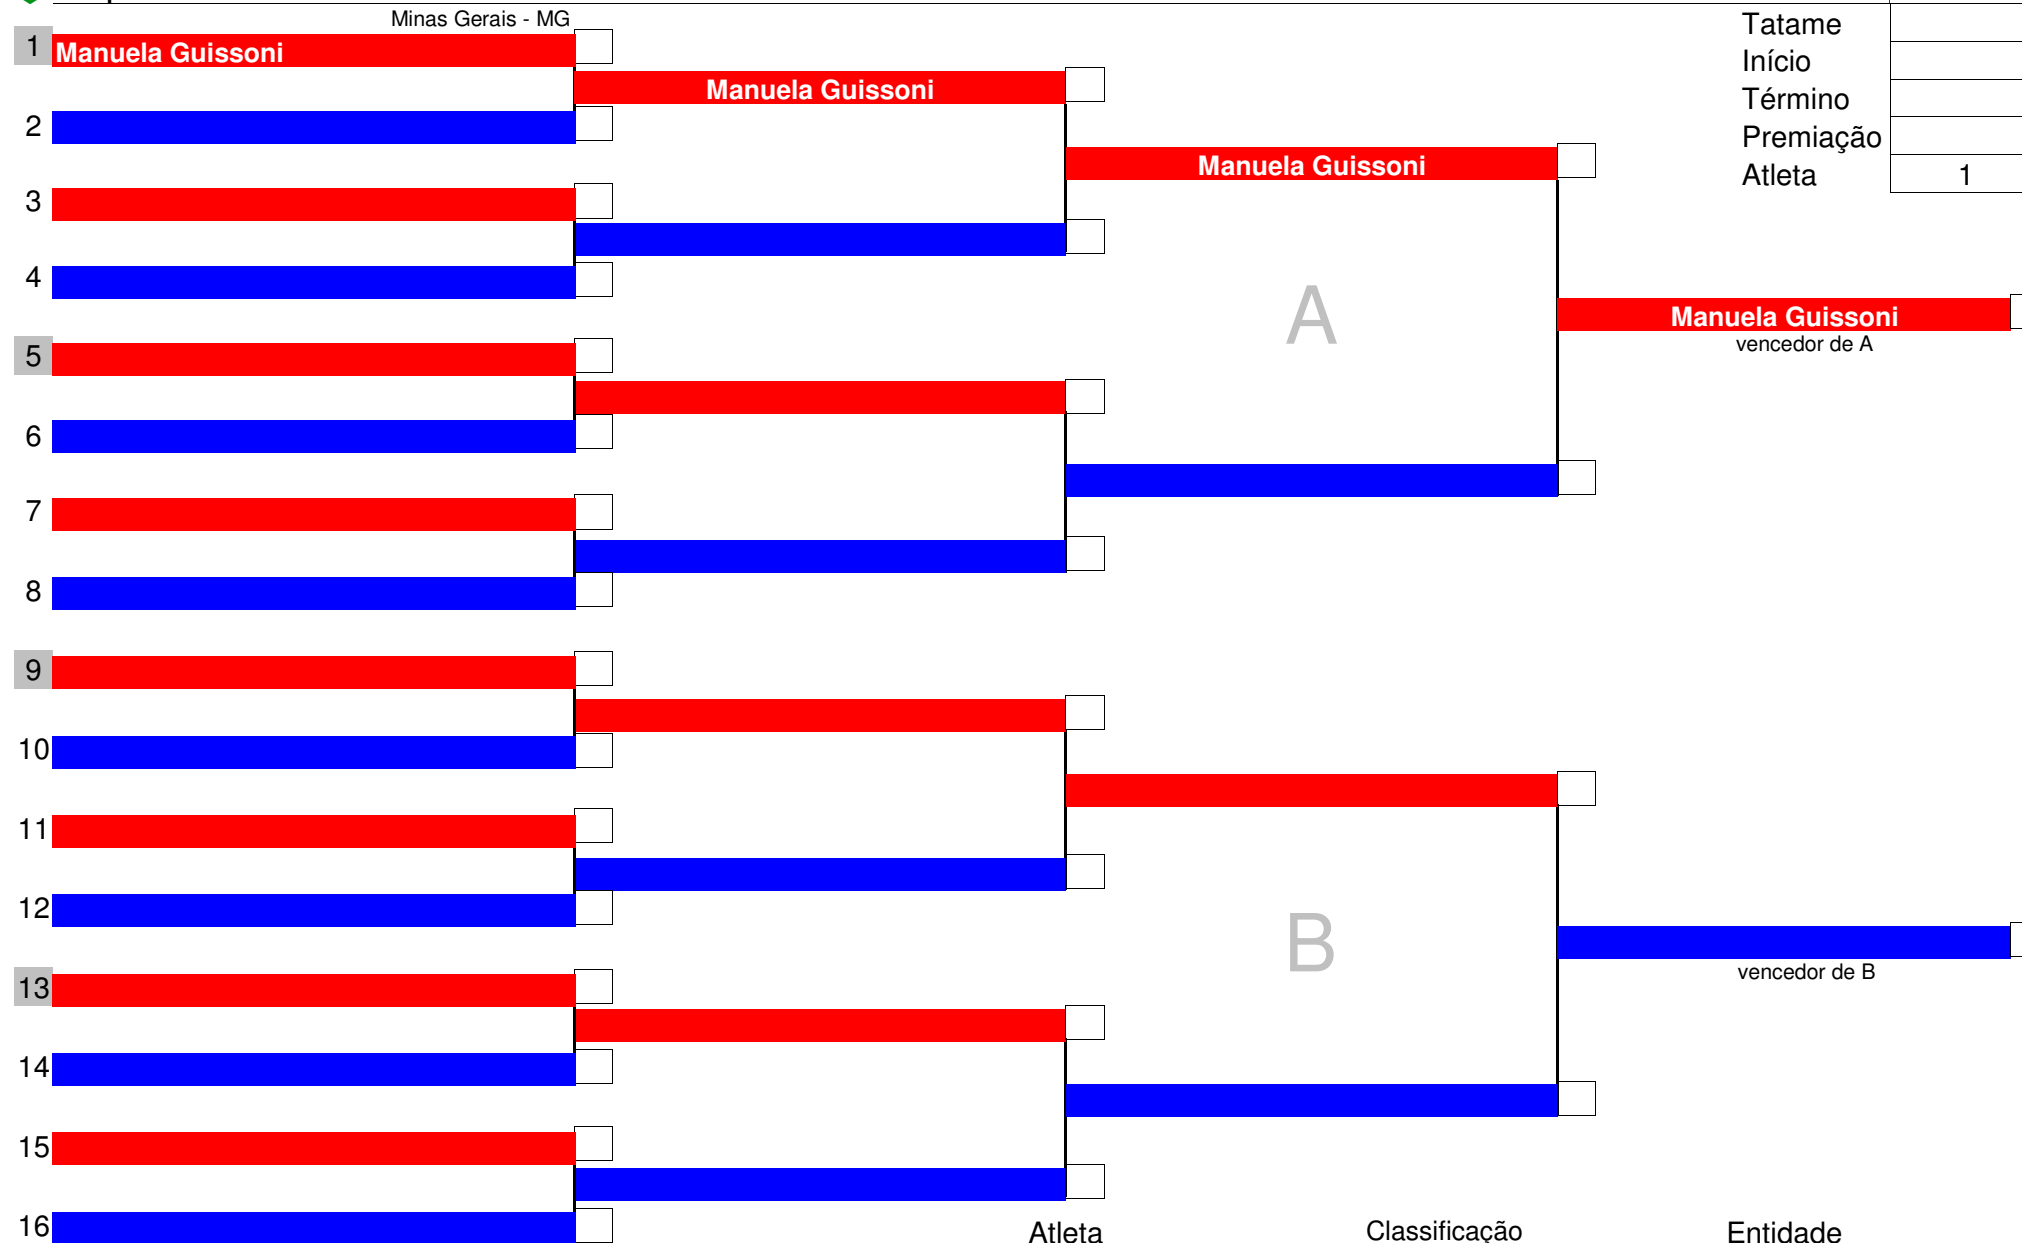 Minas Gerais - MG
1 Manuela Guissoni
Manuela Guissoni
Manuela Guissoni
Manuela Guissoni
vencedor de A
Tatame
Início
Término
Premiação
Atleta 1
2
3
4
A
5
6
7
8
9
10
11
12
B
vencedor de B
13
14
15
16
Atleta Classificação Entidade